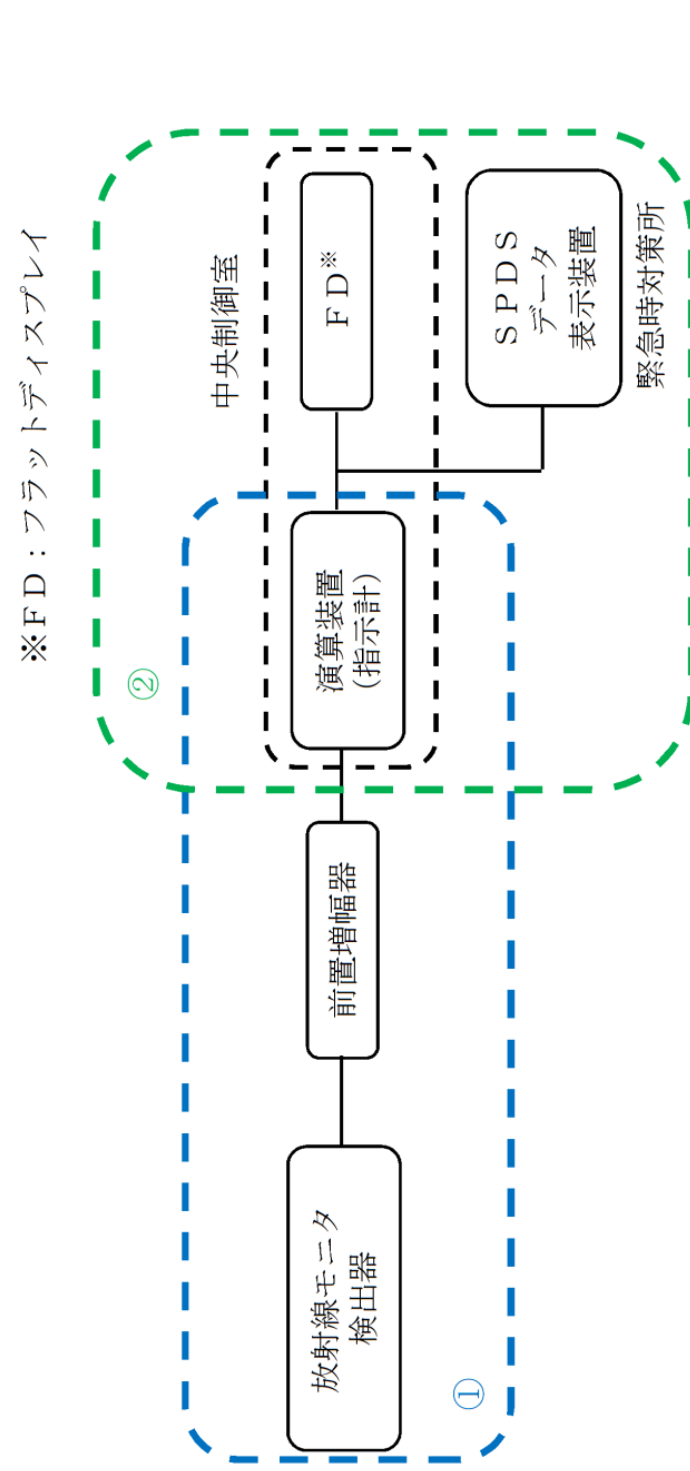 放射線モニタ
検出器
前置増幅器
演算装置
(指示計)
中央制御室
ＦＤ※
ＳＰＤＳ
データ
表示装置
緊急時対策所
①
②
※ＦＤ：フラットディスプレイ